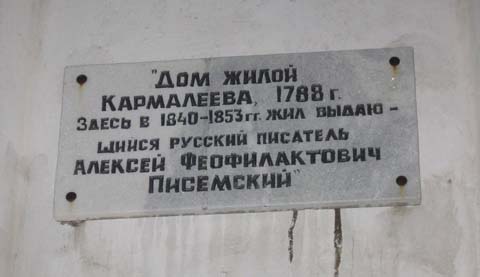 "Дом жилой
Кармалеева, 1788 г.
Здесь в 1840-1853 гг. жил выдаю-
щийся русский писатель
Алексей Феофилактович
Писемский"